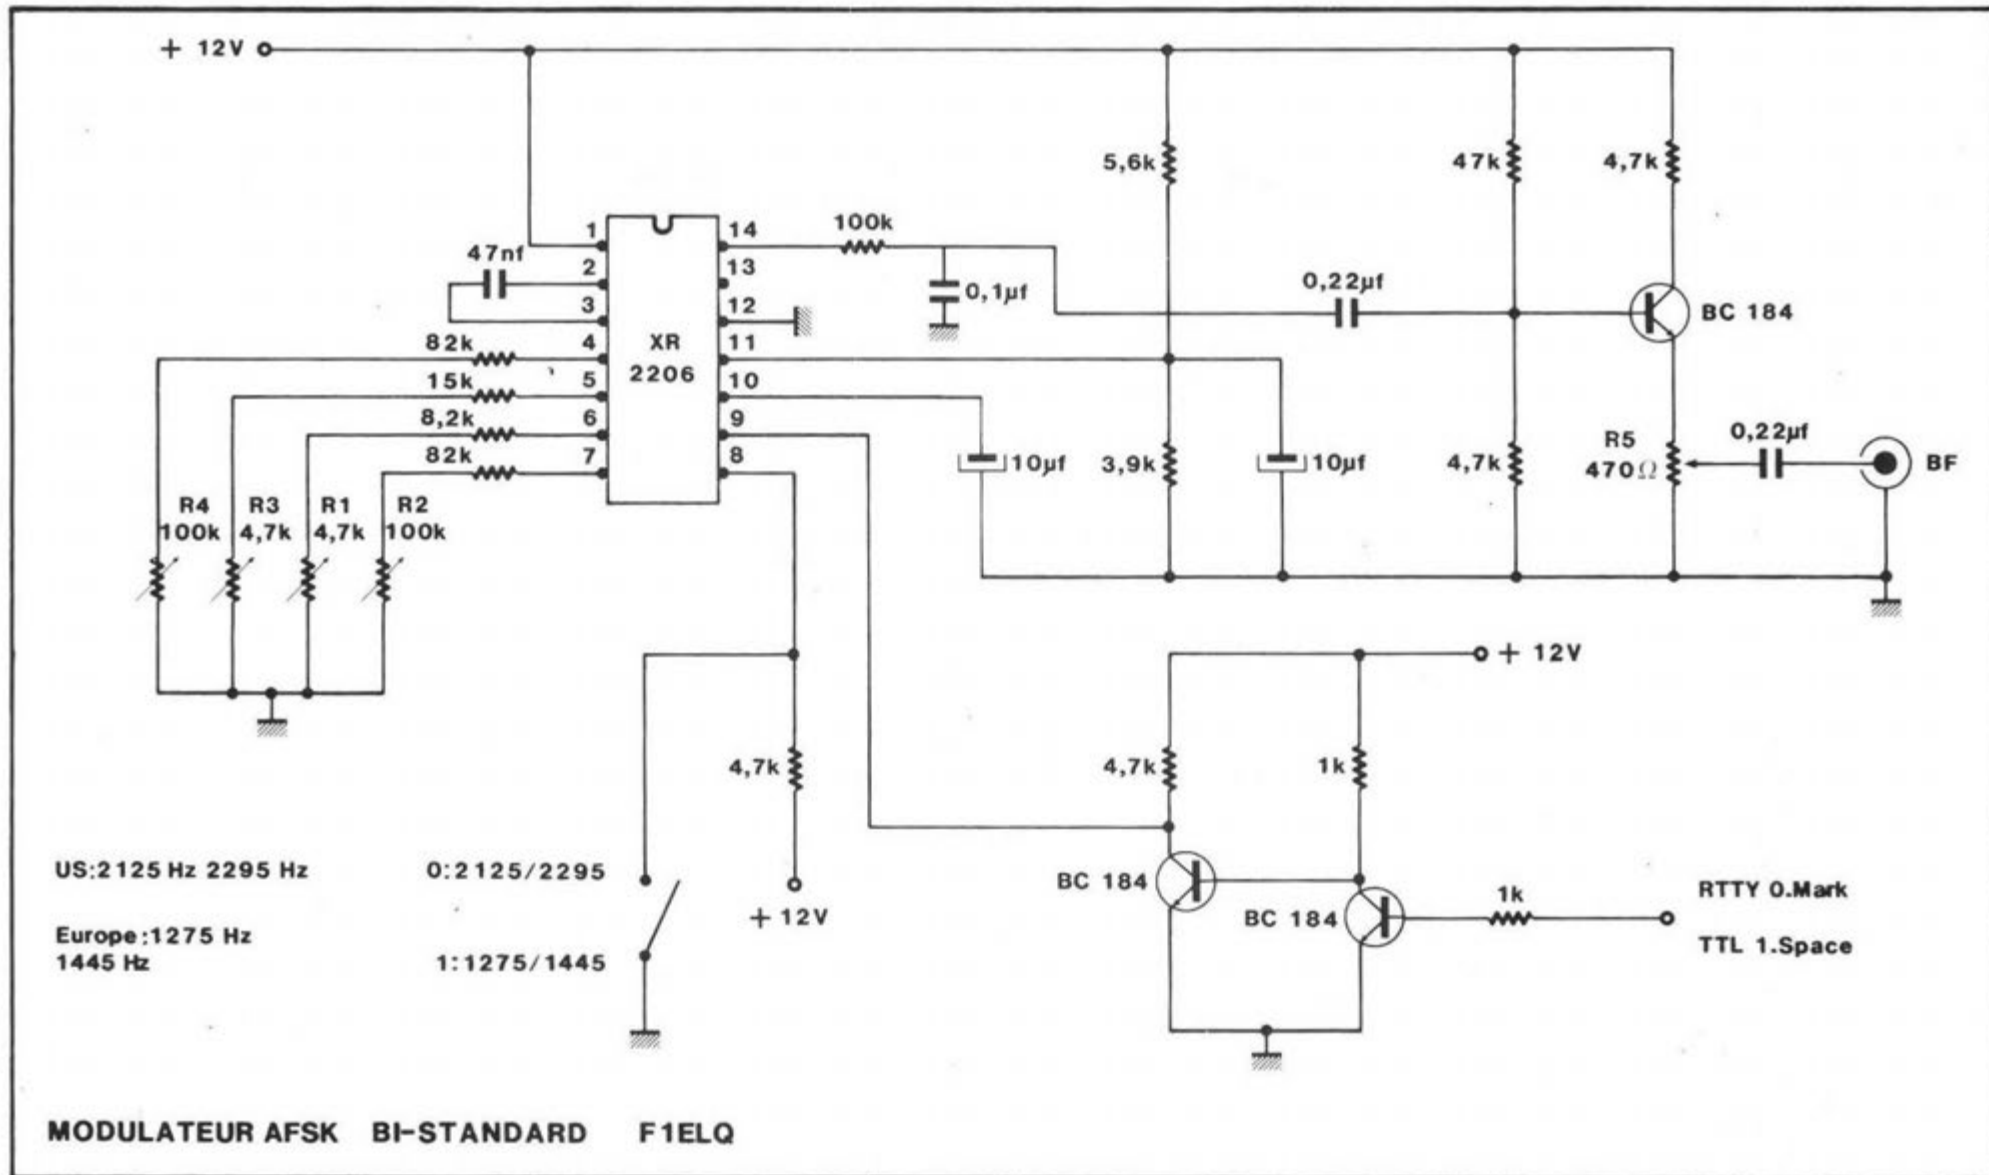 + 12V
5,6k
47k
4,7k
1
2
3
4
5
6
7
14
13
12
11
10
9
8
XR
2206
47nf
82k
15k
8,2k
82k
100k
0,1µf
0,22µf
BC 184
R4
100k
R3
4,7k
R1
4,7k
R2
100k
10µf
3,9k
10µf
4,7k
R5
470Ω
0,22µf
BF
+ 12V
4,7k
4,7k
1k
US:2125 Hz 2295 Hz
0:2125/2295
+ 12V
BC 184
BC 184
1k
RTTY 0.Mark
TTL 1.Space
Europe:1275 Hz
1445 Hz
1:1275/1445
MODULATEUR AFSK BI-STANDARD F1ELQ